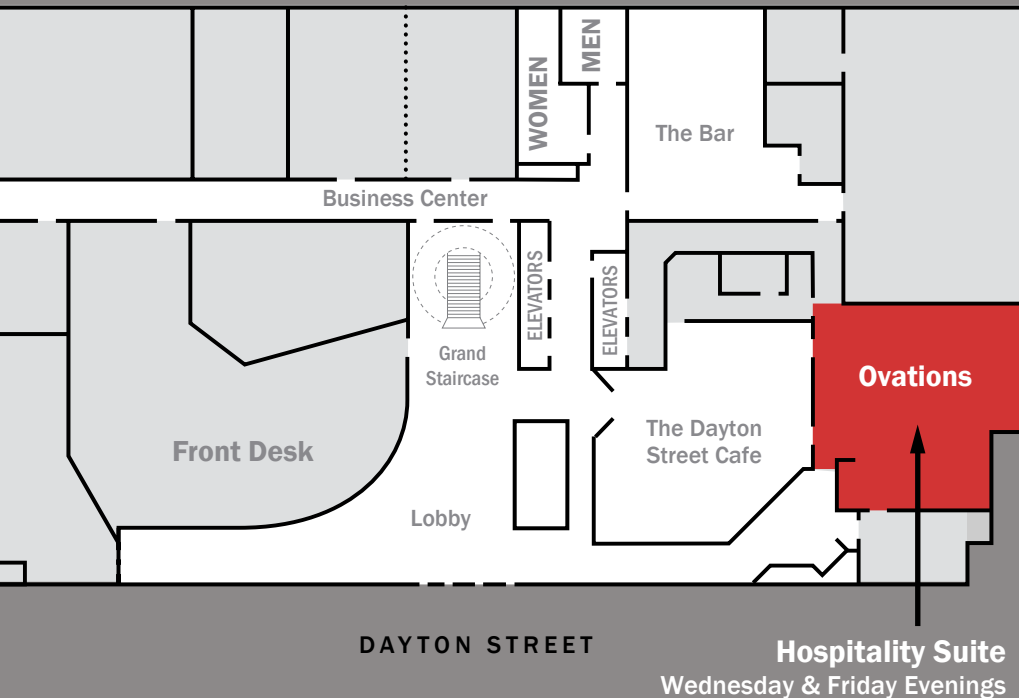 WOMEN
MEN
The Bar
Business Center
ELEVATORS
ELEVATORS
Grand
Staircase
Ovations
Front Desk
The Dayton
Street Cafe
Lobby
DAYTON STREET
Hospitality Suite
Wednesday & Friday Evenings